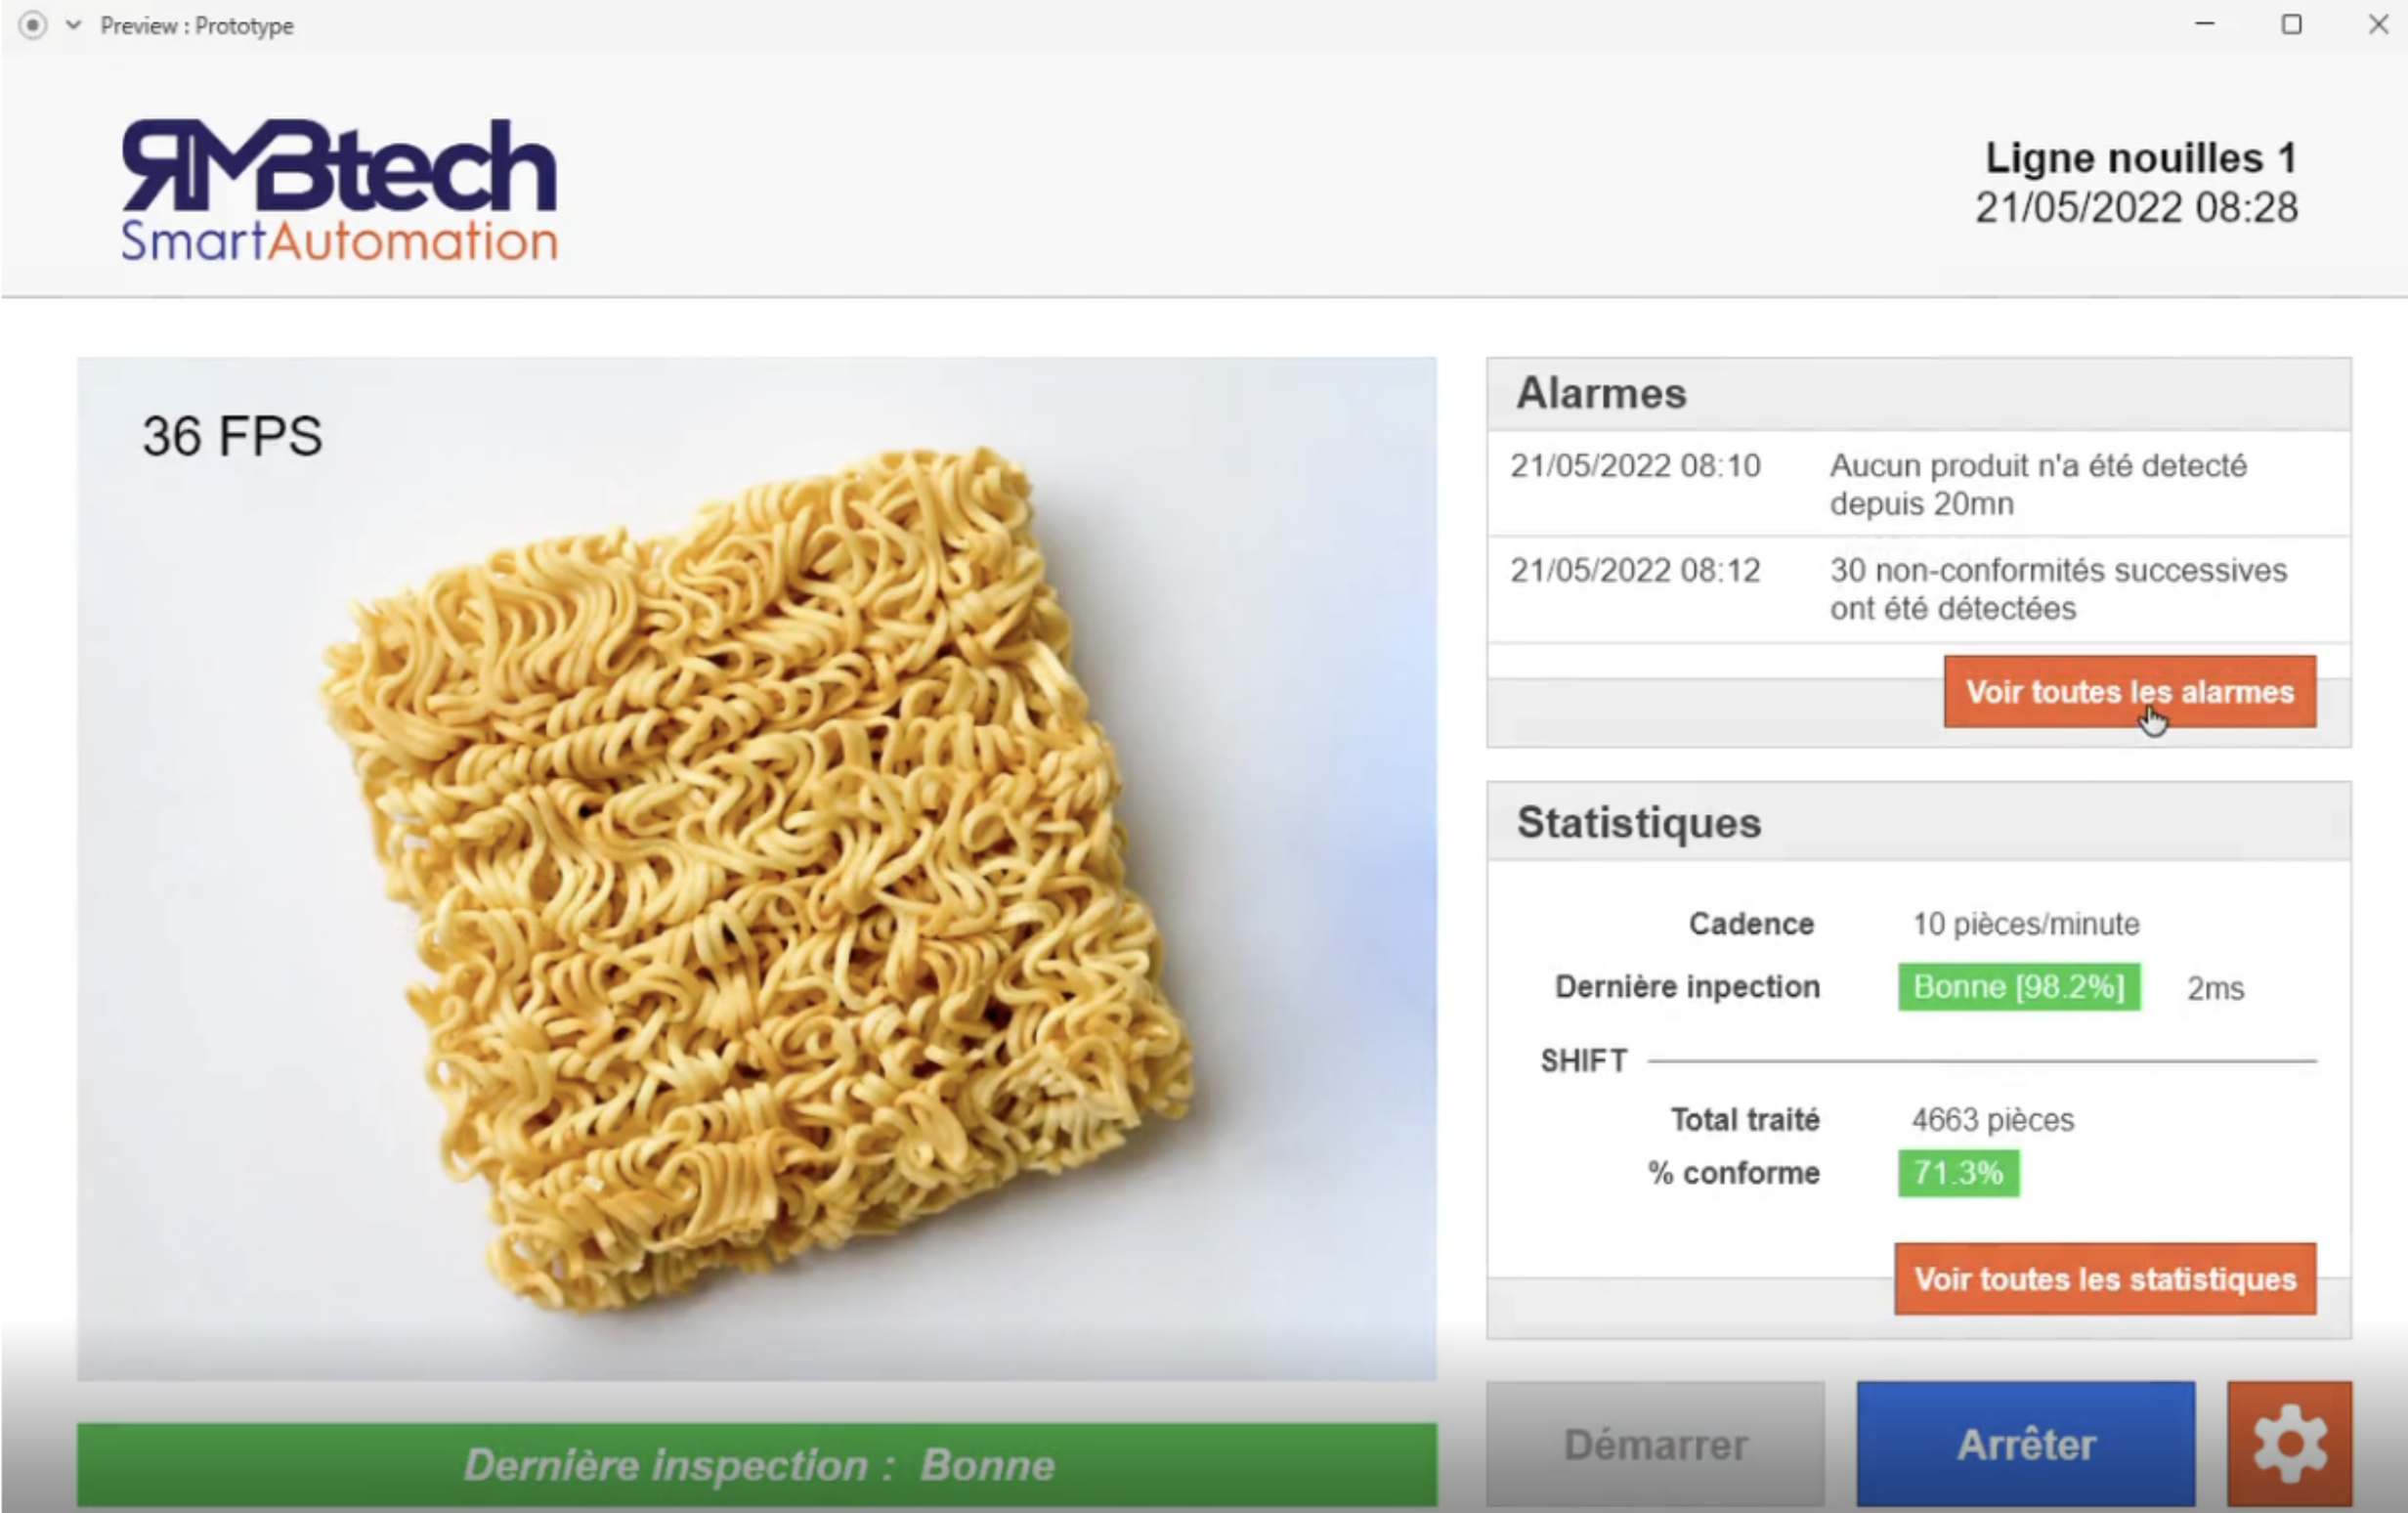 Preview : Prototype
RMBtech
SmartAutomation
Ligne nouilles 1
21/05/2022 08:28
36 FPS
Alarmes
21/05/2022 08:10 Aucun produit n'a été detecté
depuis 20mn
21/05/2022 08:12 30 non-conformités successives
ont été détectées
Voir toutes les alarmes
Statistiques
Cadence 10 pièces/minute
Dernière inpection Bonne [98.2%] 2ms
SHIFT
Total traité 4663 pièces
% conforme 71.3%
Voir toutes les statistiques
Dernière inspection : Bonne
Démarrer
Arrêter